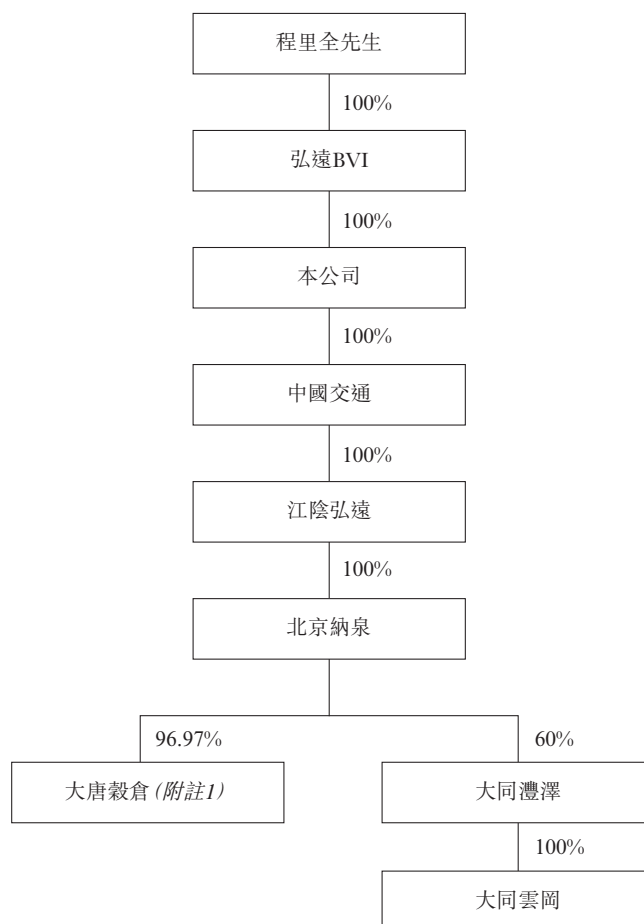 程里全先生
100%
弘遠BVI
100%
本公司
100%
中國交通
100%
江陰弘遠
100%
北京納泉
96.97%
60%
大唐穀倉(附註1)
大同灃澤
100%
大同雲岡